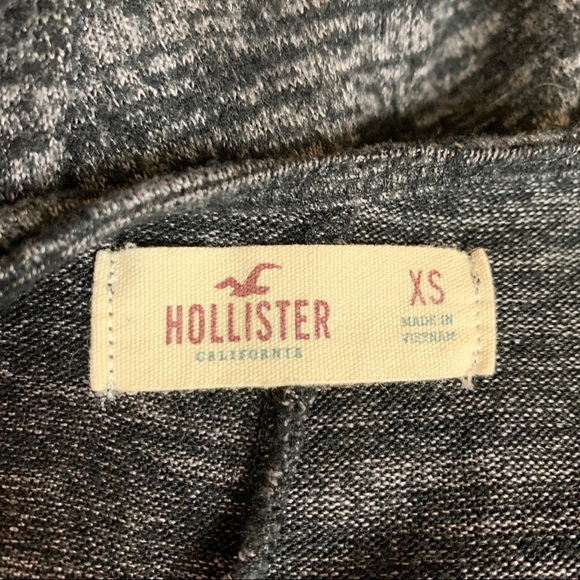 HOLLISTER
CALIFORNIA
XS
MADE IN
VIETNAM